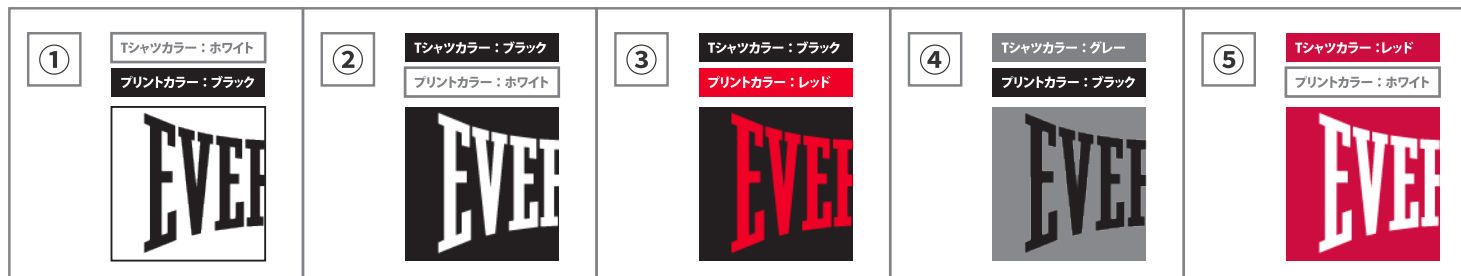 ①
Tシャツカラー：ホワイト
プリントカラー：ブラック
EVER
②
Tシャツカラー：ブラック
プリントカラー：ホワイト
EVER
③
Tシャツカラー：ブラック
プリントカラー：レッド
EVER
④
Tシャツカラー：グレー
プリントカラー：ブラック
EVER
⑤
Tシャツカラー：レッド
プリントカラー：ホワイト
EVER